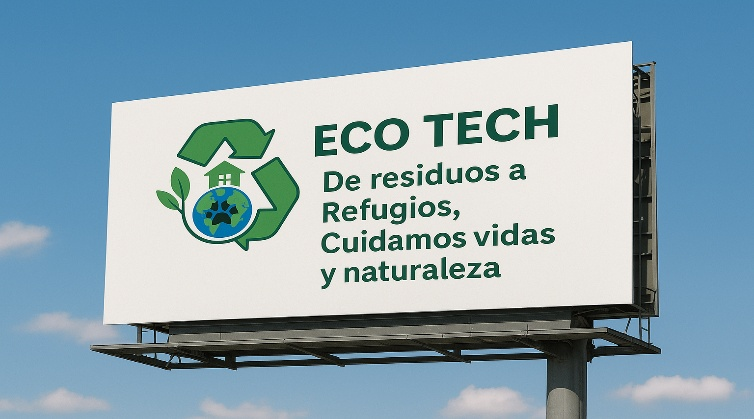 ECO TECH
De residuos a
Refugios,
Cuidamos vidas
y naturaleza